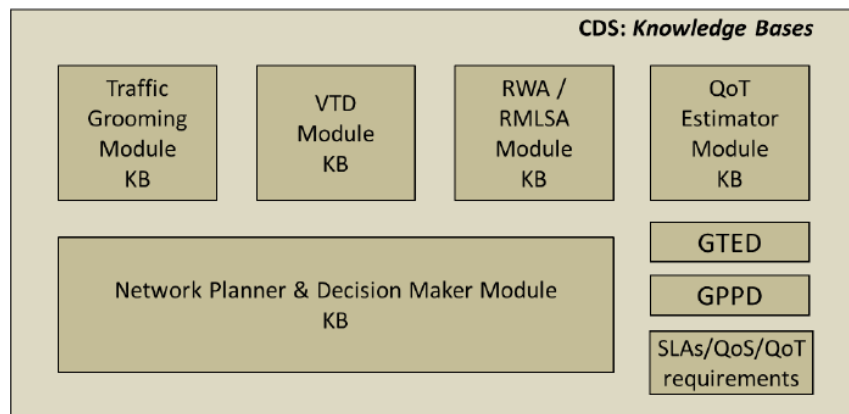 CDS: Knowledge Bases
Traffic
Grooming
Module
KB
VTD
Module
KB
RWA /
RMLSA
Module
KB
QoT
Estimator
Module
KB
Network Planner & Decision Maker Module
KB
GTED
GPPD
SLAs/QoS/QoT
requirements